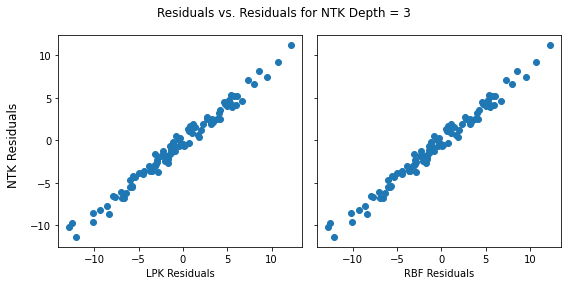 Residuals vs. Residuals for NTK Depth = 3
NTK Residuals
10
5
0
−5
−10
−10 −5 0 5 10
−10 −5 0 5 10
LPK Residuals
RBF Residuals